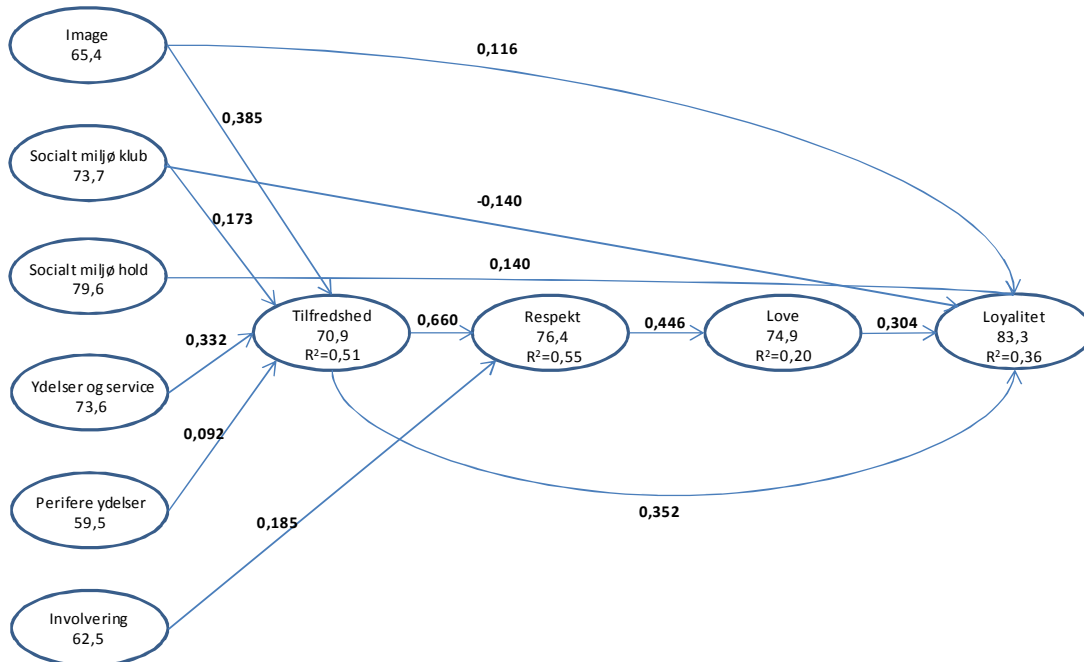 Image
65,4
0,116
0,385
Socialt miljø klub
73,7
-0,140
0,173
Socialt miljø hold
79,6
0,140
Tilfredshed
70,9
R²=0,51
0,660
Respekt
76,4
R²=0,55
0,446
Love
74,9
R²=0,20
0,304
Loyalitet
83,3
R²=0,36
0,332
Ydelser og service
73,6
0,092
Perifere ydelser
59,5
0,185
0,352
Involvering
62,5